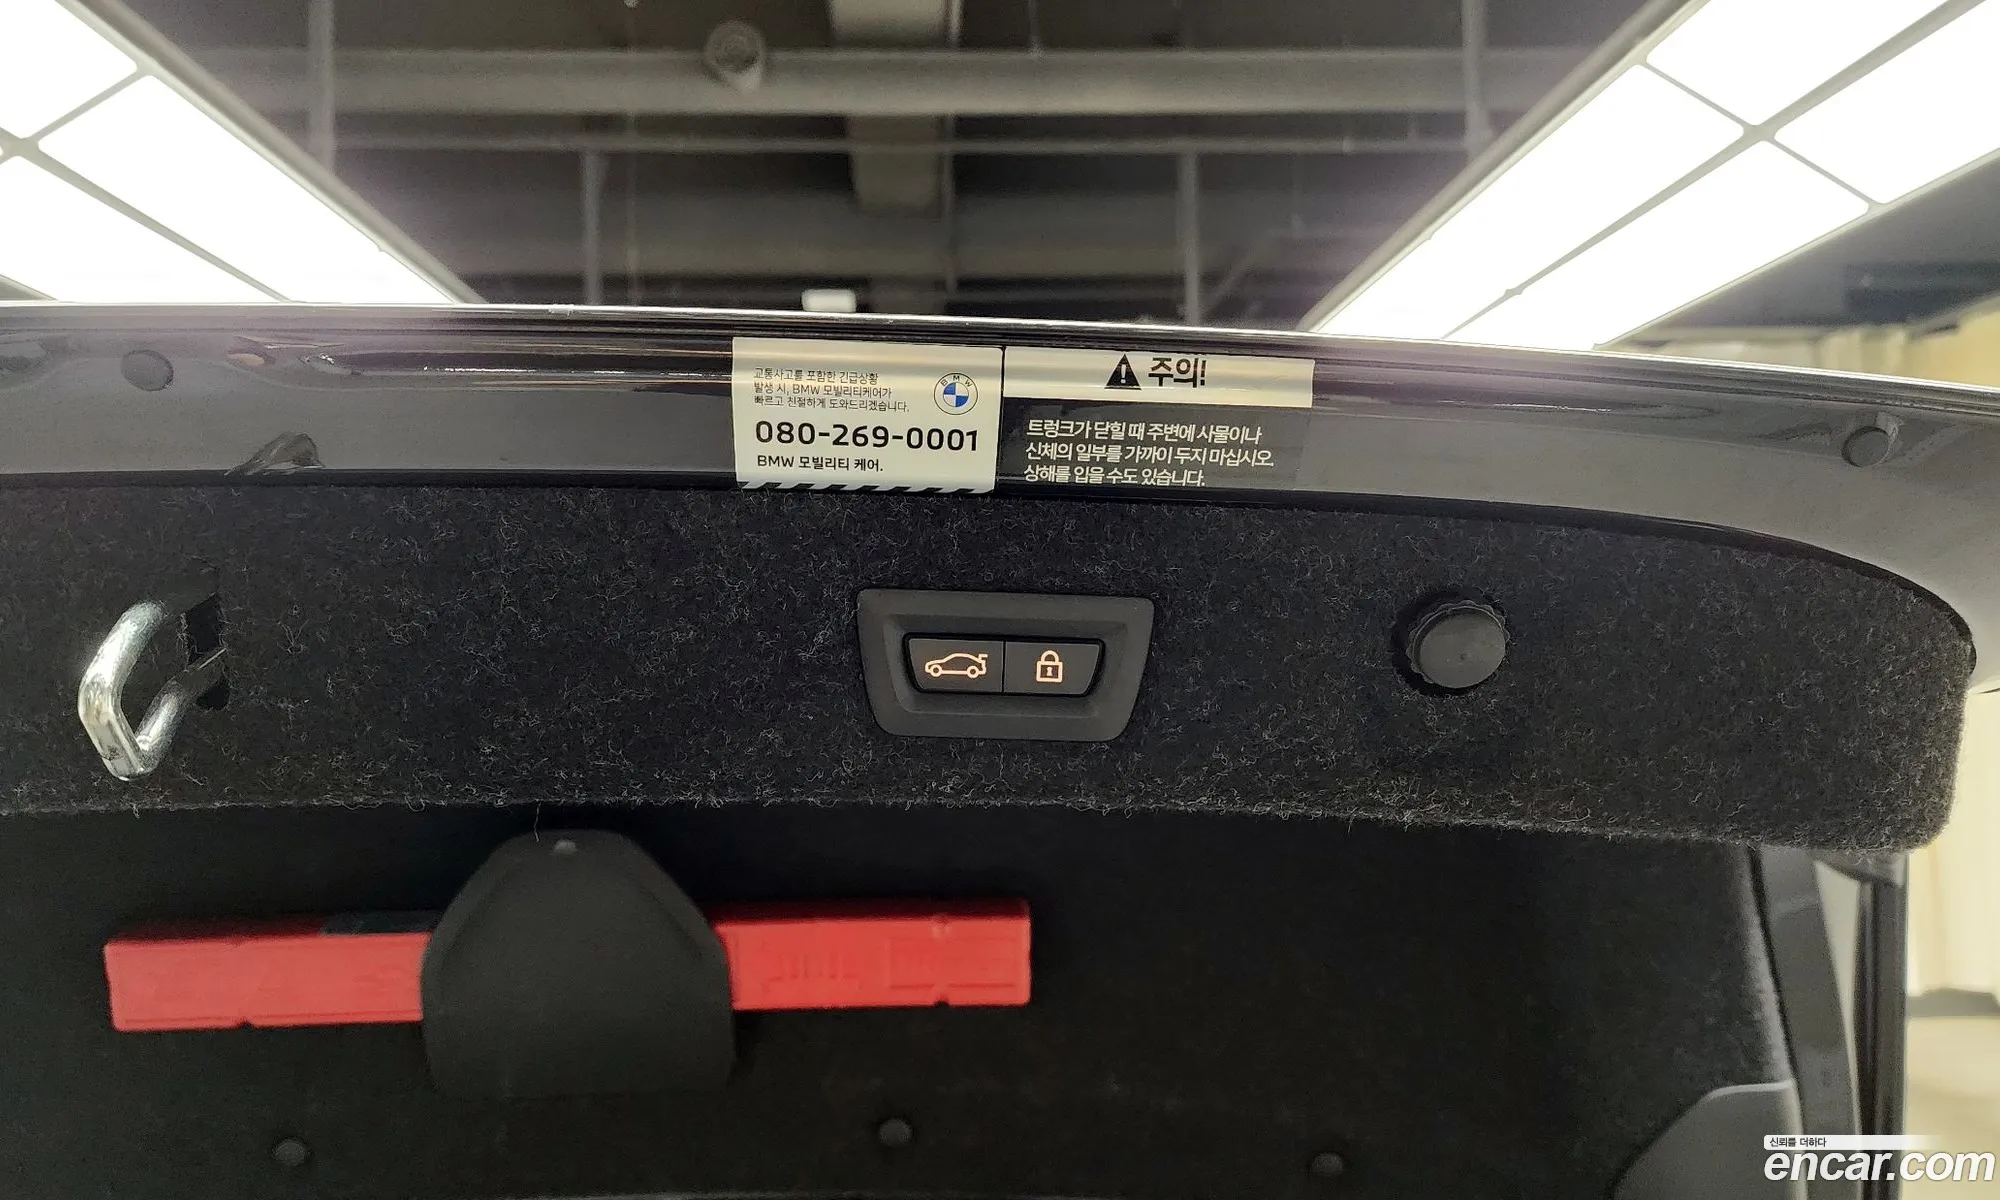 교통사고를 포함한 긴급상황
발생 시, BMW 모빌리티케어가
빠르고 친절하게 도와드리겠습니다.
BMW
080-269-0001
BMW 모빌리티 케어.
주의!
트렁크가 닫힐 때 주변에 사물이나
신체의 일부를 가까이 두지 마십시오.
상해를 입을 수도 있습니다.
신뢰를 더하다
encar.com